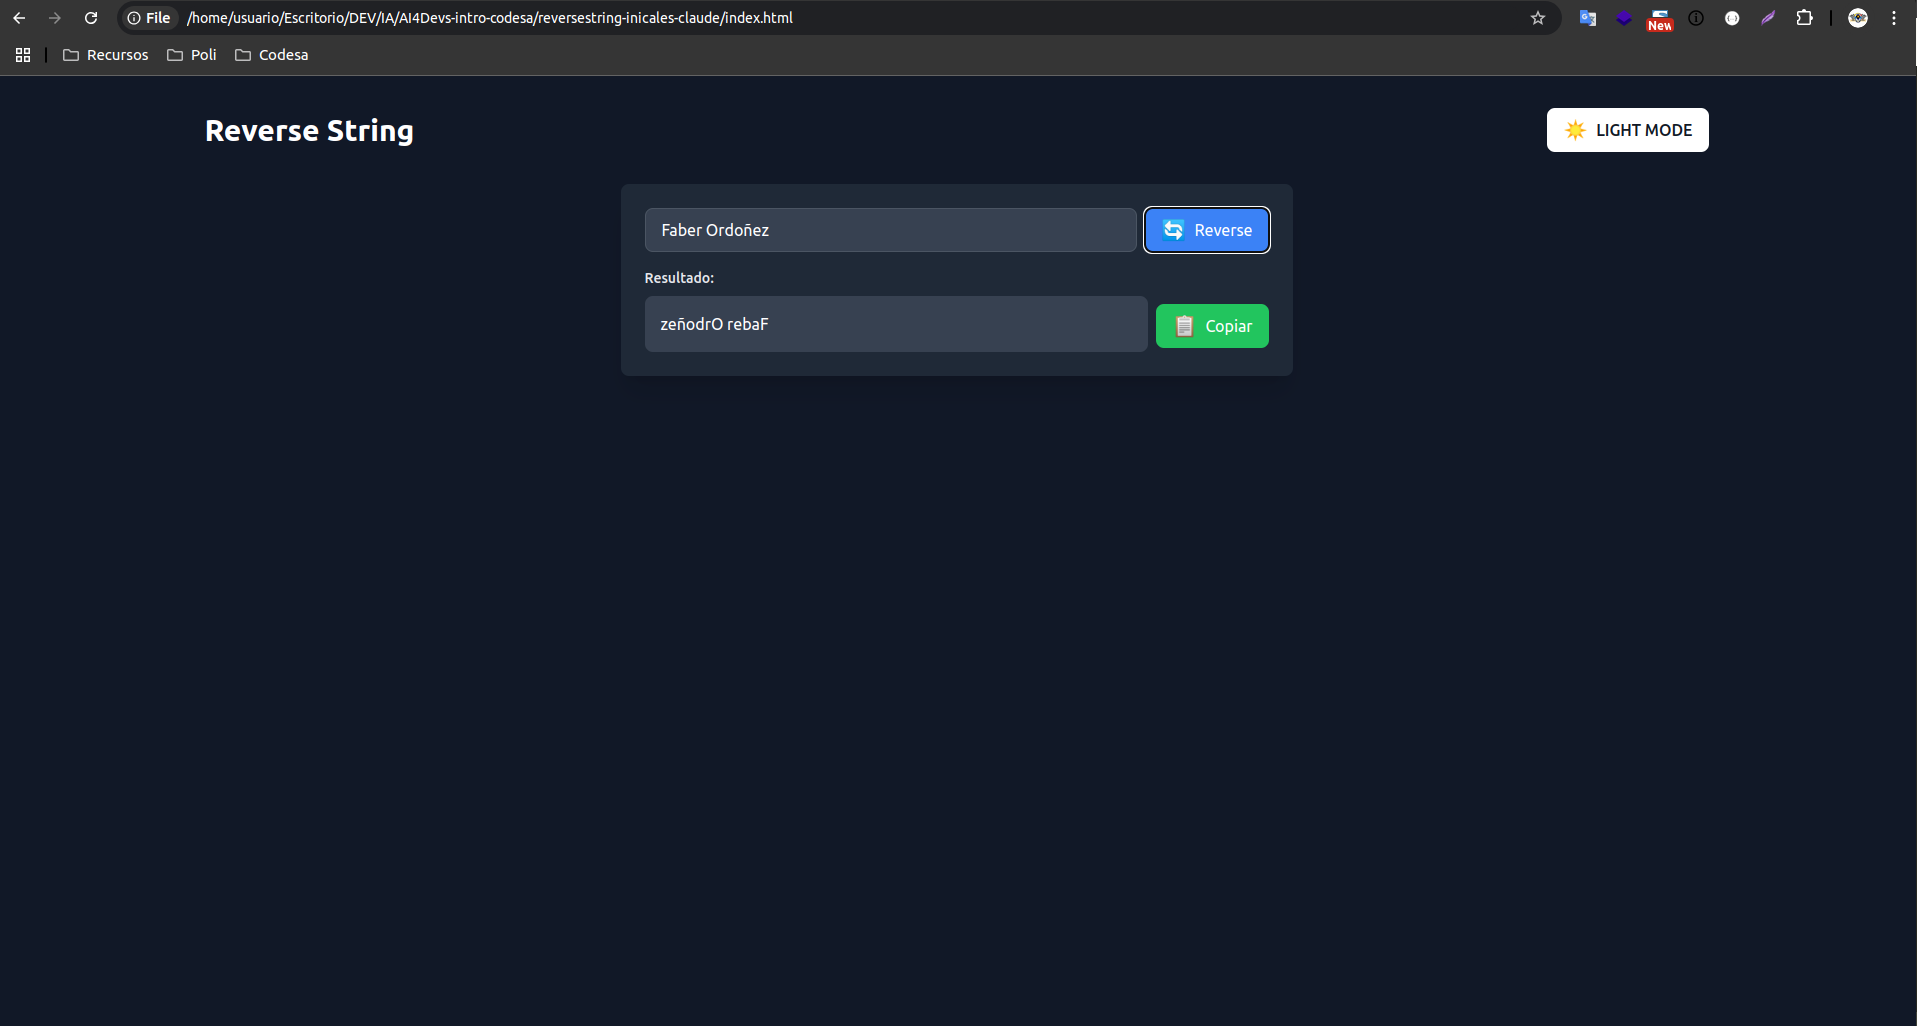 File /home/usuario/Escritorio/DEV/IA/AI4Devs-intro-codesa/reversestring-inicales-claude/index.html
New
Recursos Poli Codesa
Reverse String
LIGHT MODE
Faber Ordoñez Reverse
Resultado:
zeñodrO rebaF Copiar